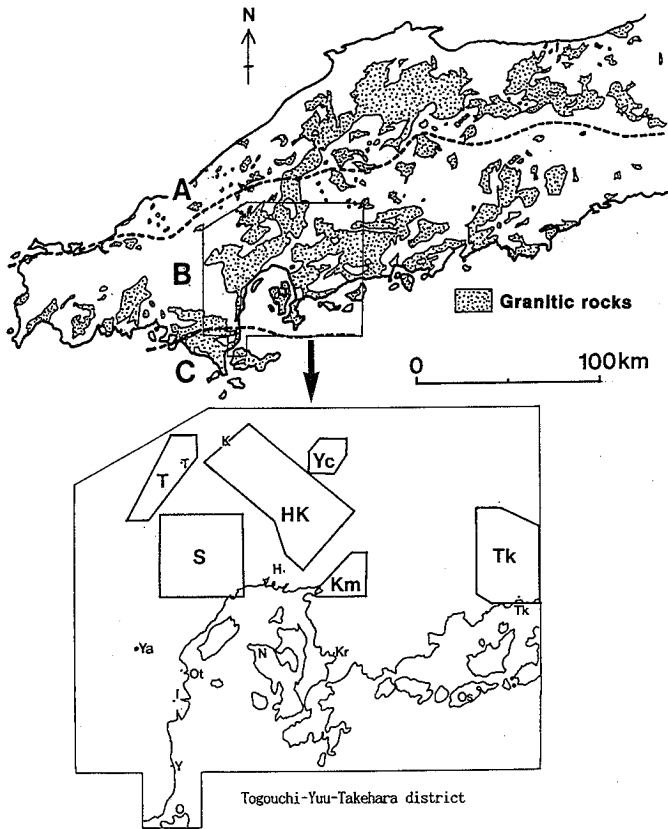 N
A
B
Granitic rocks
C
0 100km
K
T T Yc
HK
S Tk
H
Km
Tk
Ya N Kr
Ot
I Os
Y
O
Togouchi-Yuu-Takehara district